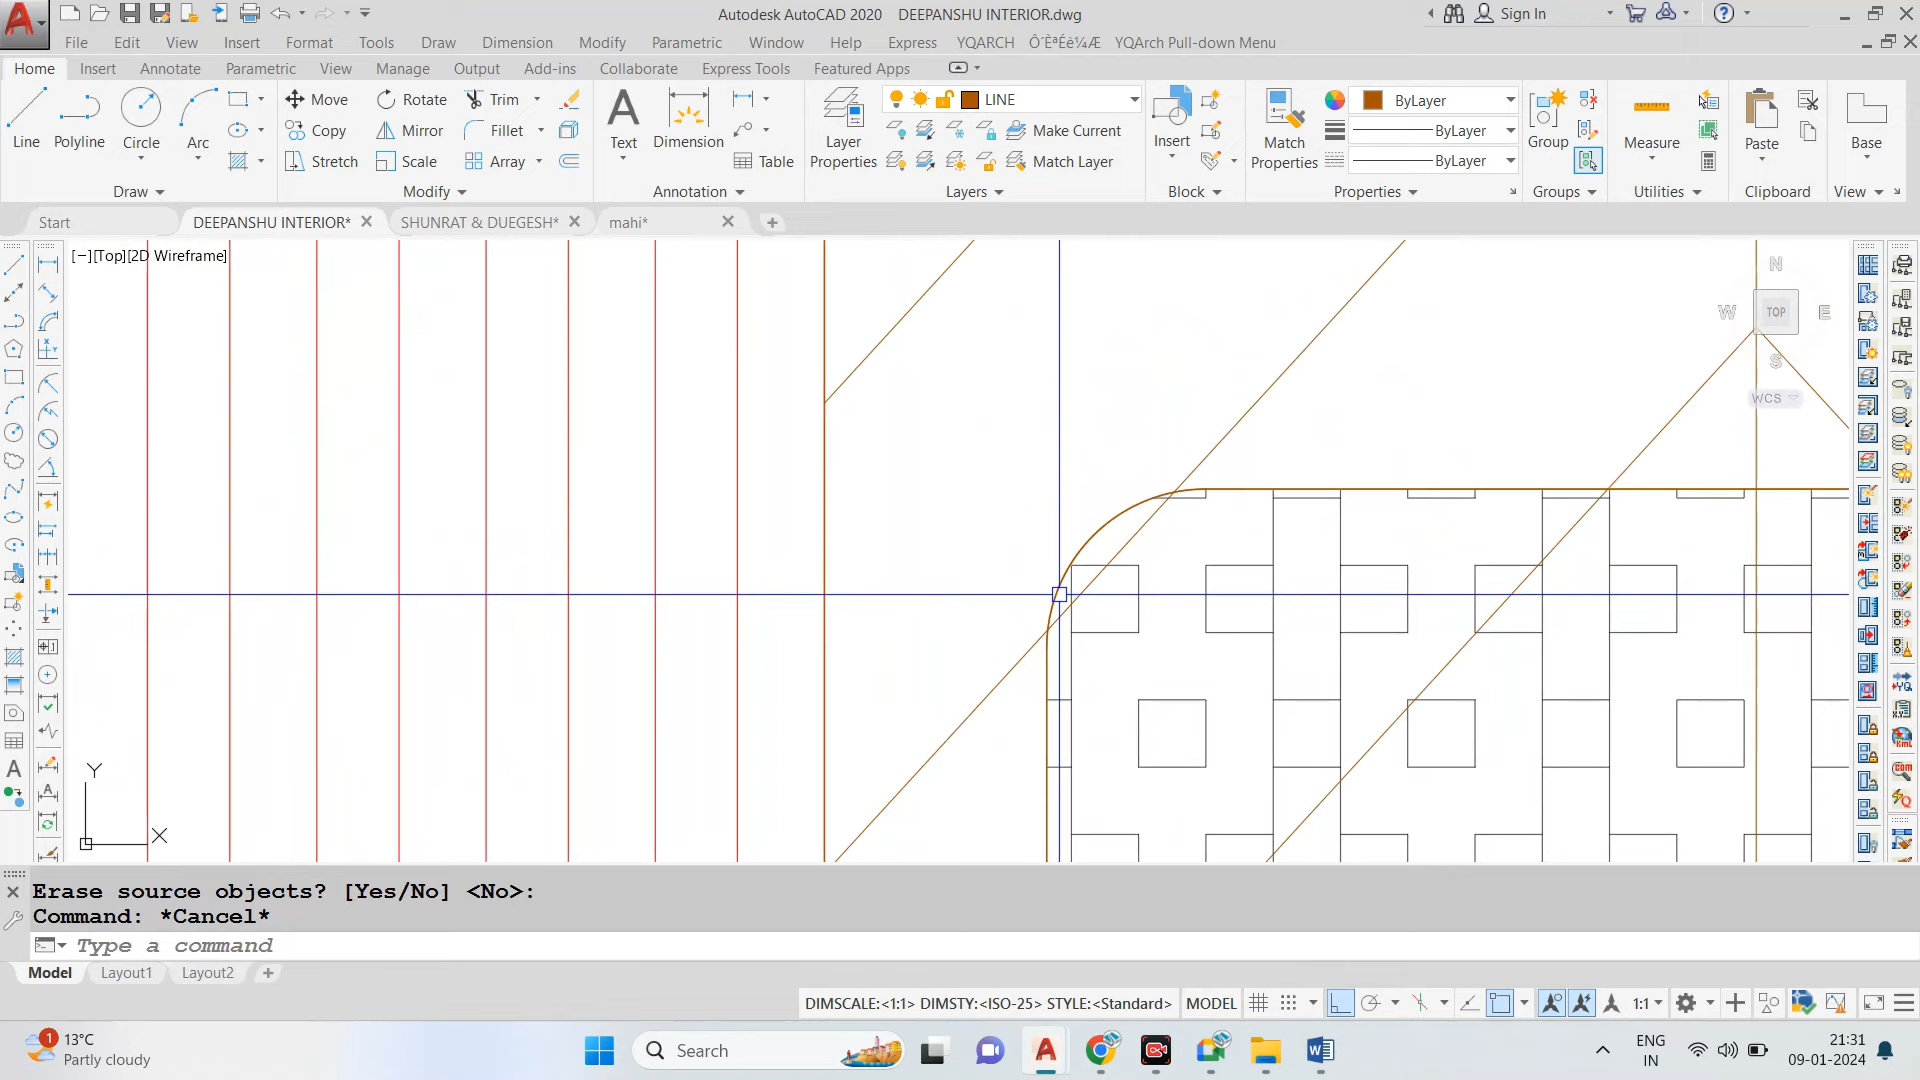 Autodesk AutoCAD 2020 DEEPANSHU INTERIOR.dwg
Sign In
File Edit View Insert Format Tools Draw Dimension Modify Parametric Window Help Express YQARCH Ô´ÈªÉè¼Æ YQArch Pull-down Menu
Home Insert Annotate Parametric View Manage Output Add-ins Collaborate Express Tools Featured Apps
Line Polyline Circle Arc
Move Rotate Trim
Copy Mirror Fillet
Stretch Scale Array
Text Dimension Table
Layer Properties
LINE
Make Current
Match Layer
Insert
Match Properties
ByLayer
ByLayer
ByLayer
Group
Measure
Paste
Base
Draw Modify Annotation Layers Block Properties Groups Utilities Clipboard View
Start DEEPANSHU INTERIOR* SHUNRAT & DUEGESH* mahi*
[−][Top][2D Wireframe]
N
W TOP E
S
WCS
Y
X
Erase source objects? [Yes/No] <No>:
Command: *Cancel*
Type a command
Model Layout1 Layout2
DIMSCALE:<1:1> DIMSTY:<ISO-25> STYLE:<Standard> MODEL 1:1
1
13°C
Partly cloudy
Search
ENG
IN
21:31
09-01-2024